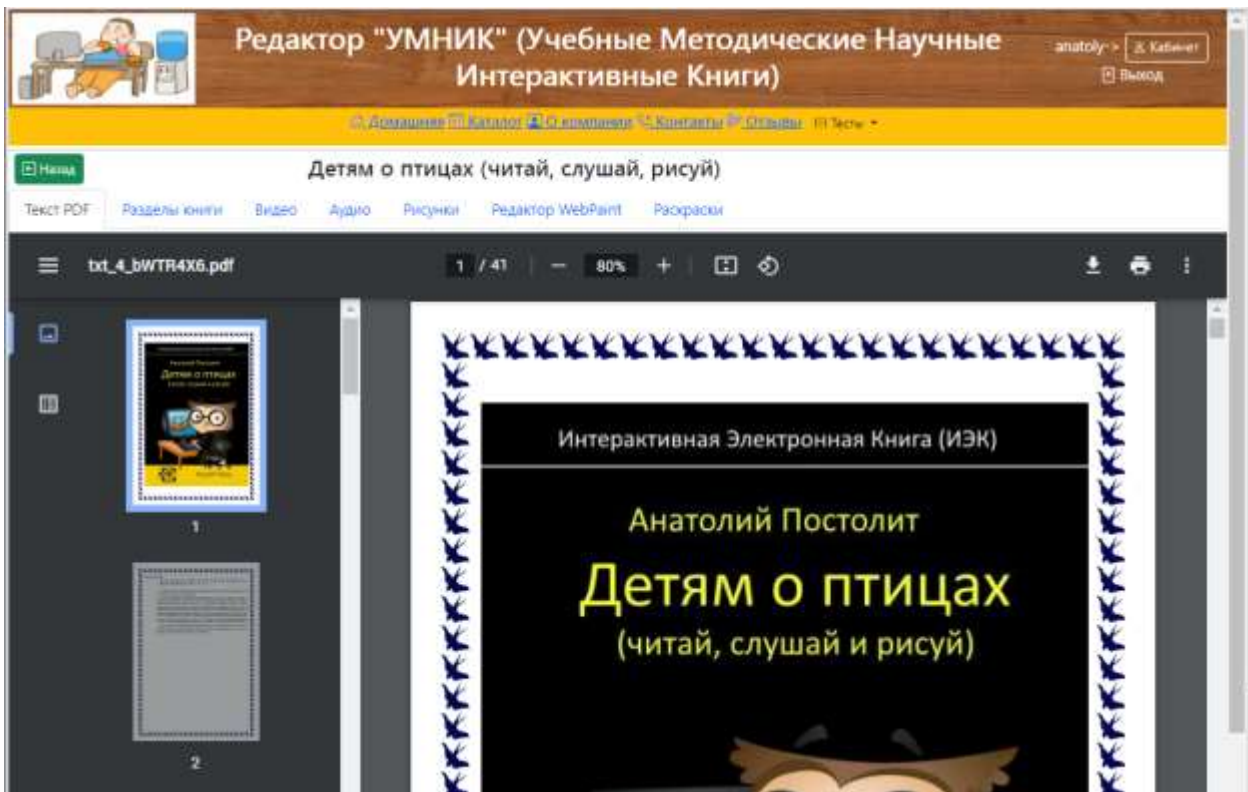 Редактор "УМНИК" (Учебные Методические Научные
Интерактивные Книги)
anatoly-> Кабинет
Выход
Домашняя Каталог О компании Контакты Отзывы Тесты
Назад
Детям о птицах (читай, слушай, рисуй)
Текст PDF Разделы книги Видео Аудио Рисунки Редактор WebPaint Раскраски
txt_4_bWTR4X6.pdf 1 / 41 — 80% +
1
2
Интерактивная Электронная Книга (ИЭК)
Анатолий Постолит
Детям о птицах
(читай, слушай и рисуй)